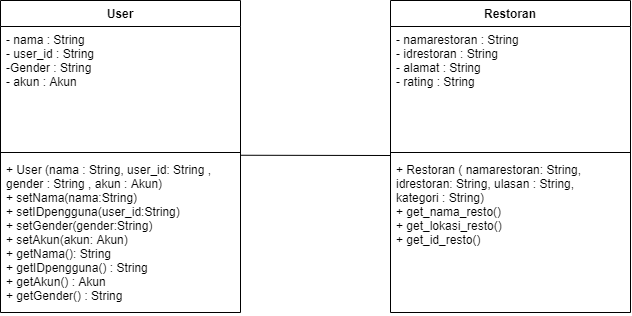 User
- nama : String
- user_id : String
-Gender : String
- akun : Akun
+ User (nama : String, user_id: String ,
gender : String , akun : Akun)
+ setNama(nama:String)
+ setIDpengguna(user_id:String)
+ setGender(gender:String)
+ setAkun(akun: Akun)
+ getNama(): String
+ getIDpengguna() : String
+ getAkun() : Akun
+ getGender() : String
Restoran
- namarestoran : String
- idrestoran : String
- alamat : String
- rating : String
+ Restoran ( namarestoran: String,
idrestoran: String, ulasan : String,
kategori : String)
+ get_nama_resto()
+ get_lokasi_resto()
+ get_id_resto()